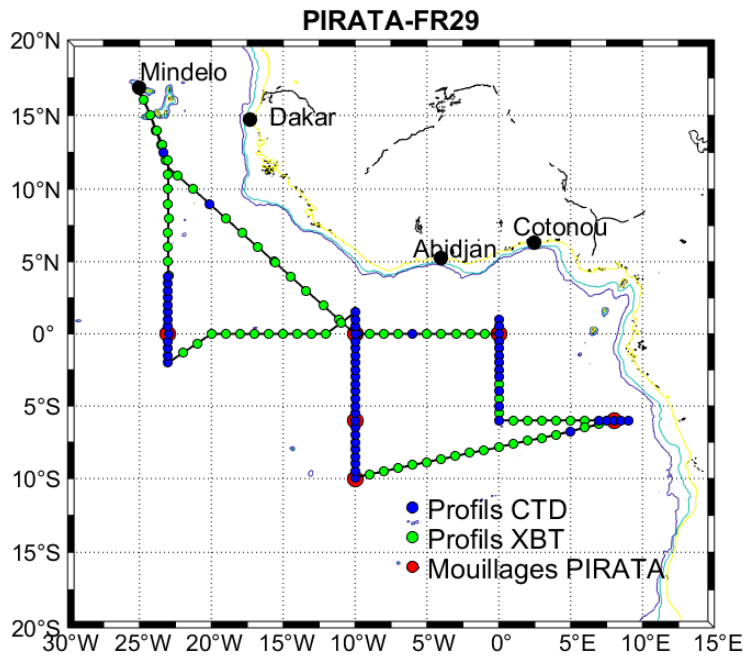 PIRATA-FR29
20°N
Mindelo
15°N
Dakar
10°N
Cotonou
Abidjan
5°N
0°
5°S
10°S
Profils CTD
Profils XBT
15°S
Mouillages PIRATA
20°S
30°W 25°W 20°W 15°W 10°W 5°W 0° 5°E 10°E 15°E